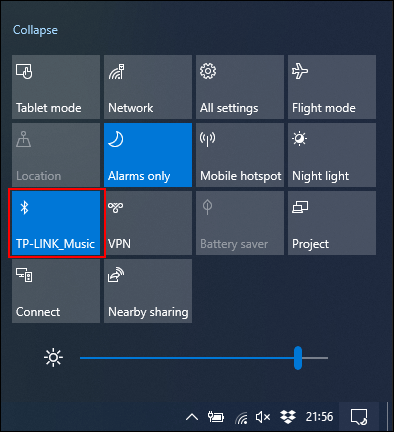 Collapse
Tablet mode
Network
All settings
Flight mode
Location
Alarms only
Mobile hotspot
Night light
TP-LINK_Music
VPN
Battery saver
Project
Connect
Nearby sharing
21:56